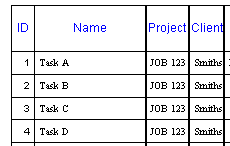 ID Name Project Client
1 Task A JOB 123 Smiths
2 Task B JOB 123 Smiths
3 Task C JOB 123 Smiths
4 Task D JOB 123 Smiths